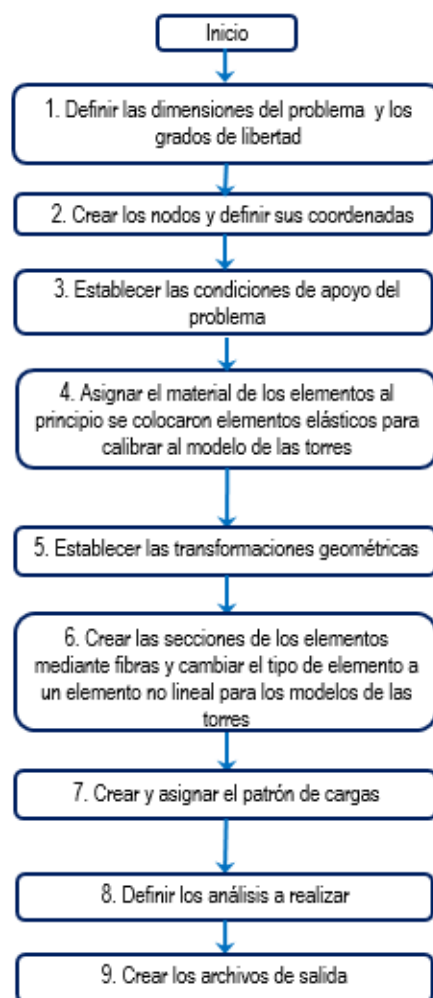 Inicio
1. Definir las dimensiones del problema y los
grados de libertad
2. Crear los nodos y definir sus coordenadas
3. Establecer las condiciones de apoyo del
problema
4. Asignar el material de los elementos al
principio se colocaron elementos elásticos para
calibrar al modelo de las torres
5. Establecer las transformaciones geométricas
6. Crear las secciones de los elementos
mediante fibras y cambiar el tipo de elemento a
un elemento no lineal para los modelos de las
torres
7. Crear y asignar el patrón de cargas
8. Definir los análisis a realizar
9. Crear los archivos de salida